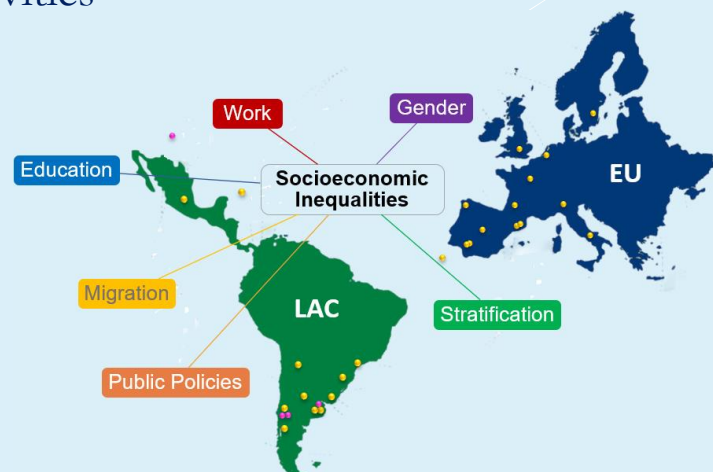 Work
Gender
Education
Socioeconomic
Inequalities
EU
Migration
LAC
Stratification
Public Policies